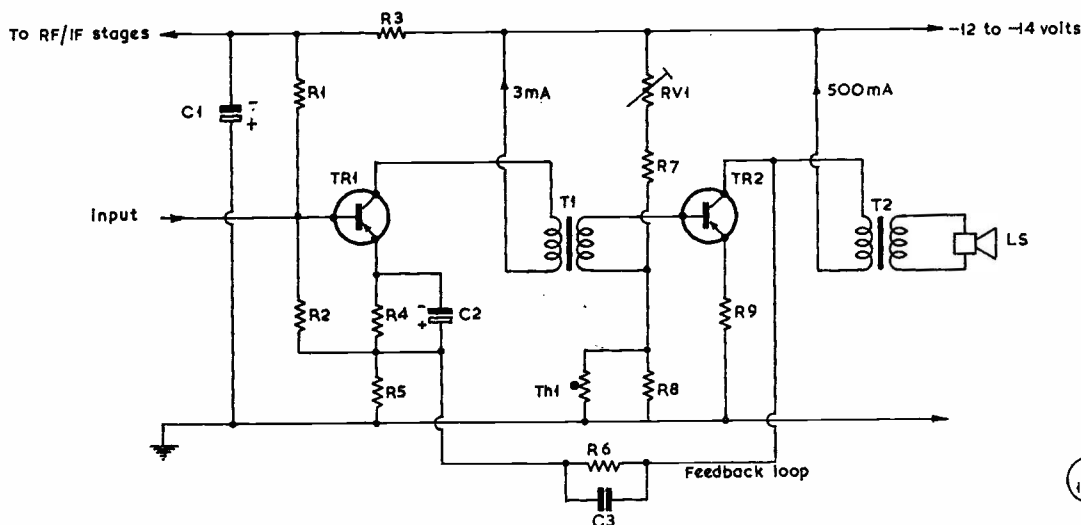 R3
To RF/IF stages
-12 to -14 volts
C1
-
+
R1
3mA
RV1
500mA
TR1
R7
TR2
Input
T1
T2
LS
R2
R4
-
+
C2
R9
R5
Th1
R8
R6
Feedback loop
C3